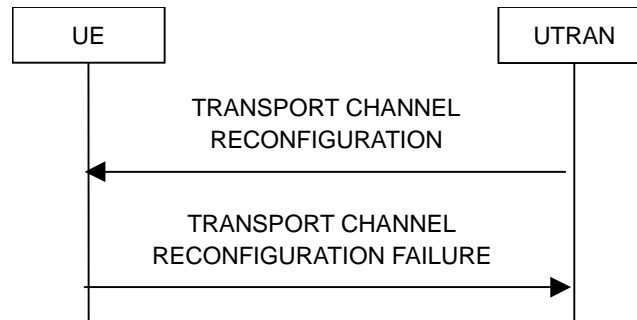 UE
UTRAN
TRANSPORT CHANNEL
RECONFIGURATION
TRANSPORT CHANNEL
RECONFIGURATION FAILURE